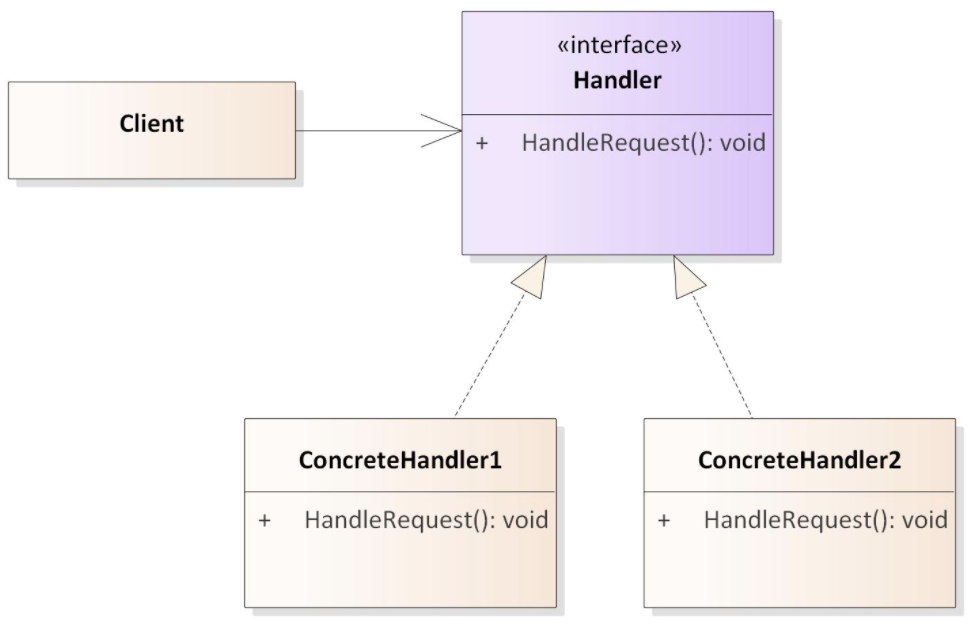 «interface»
Handler
Client
+ HandleRequest(): void
ConcreteHandler1
+ HandleRequest(): void
ConcreteHandler2
+ HandleRequest(): void